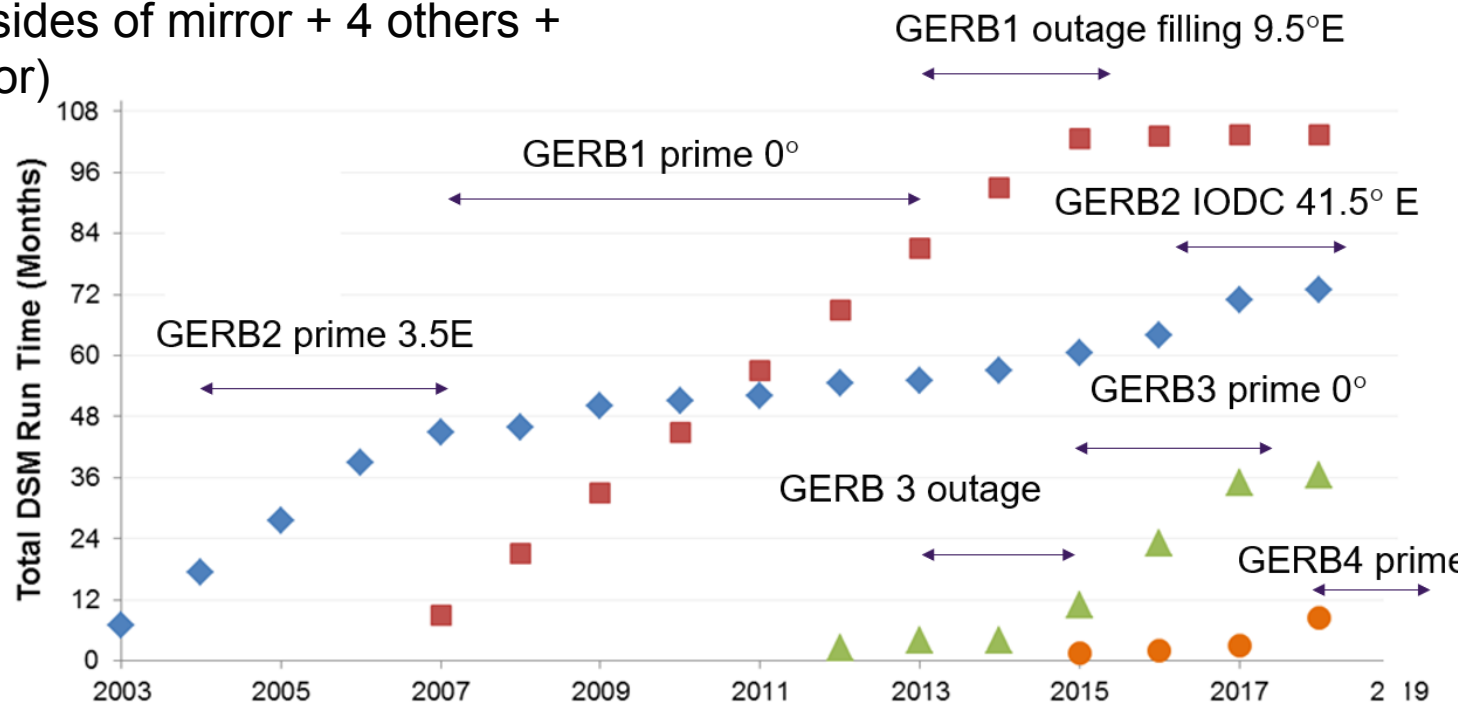 sides of mirror + 4 others +
or)
GERB1 outage filling 9.5°E
GERB1 prime 0°
GERB2 IODC 41.5° E
GERB2 prime 3.5E
GERB3 prime 0°
GERB 3 outage
GERB4 prime
Total DSM Run Time (Months)
108
96
84
72
60
48
36
24
12
0
2003 2005 2007 2009 2011 2013 2015 2017 2 19